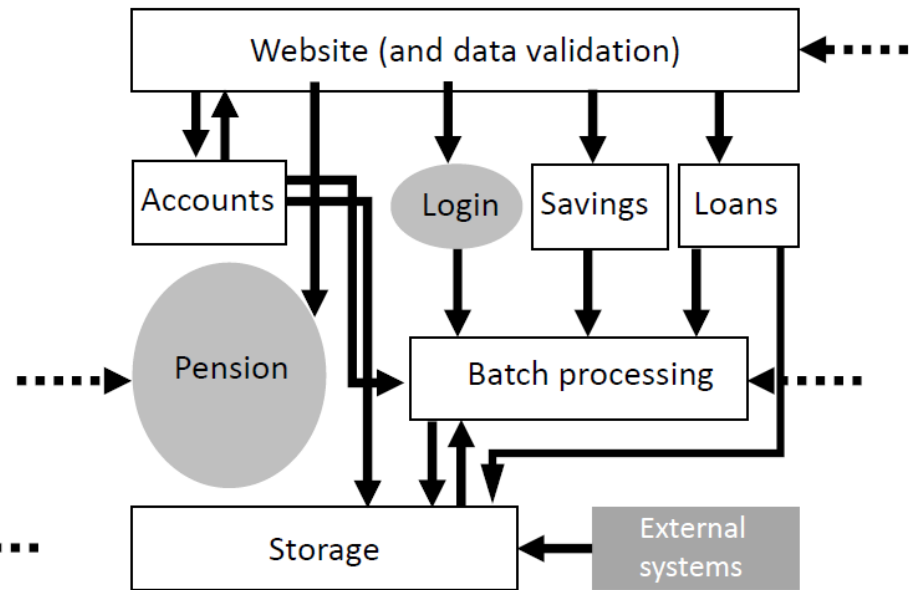 Website (and data validation)
Accounts
Login
Savings
Loans
Pension
Batch processing
Storage
External
systems